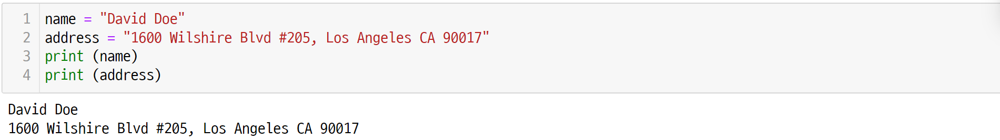 1 name = "David Doe"
2 address = "1600 Wilshire Blvd #205, Los Angeles CA 90017"
3 print (name)
4 print (address)
David Doe
1600 Wilshire Blvd #205, Los Angeles CA 90017